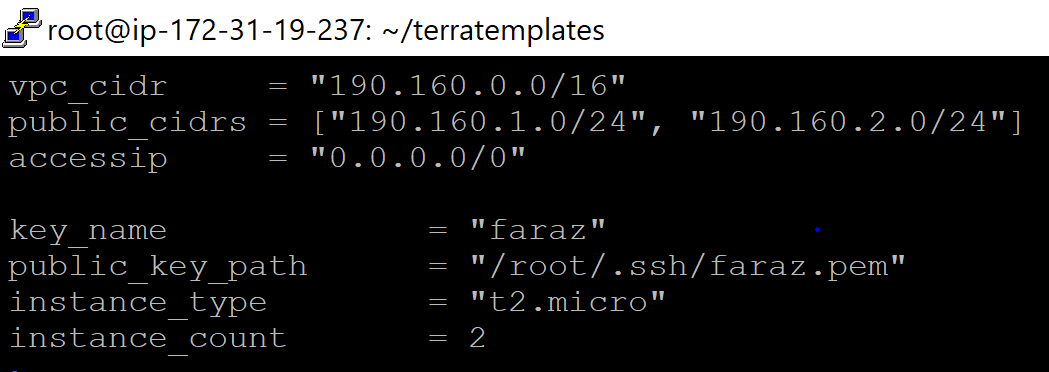 root@ip-172-31-19-237: ~/terratemplates
vpc_cidr     = "190.160.0.0/16"
public_cidrs = ["190.160.1.0/24", "190.160.2.0/24"]
accessip     = "0.0.0.0/0"
key_name             = "faraz"
public_key_path      = "/root/.ssh/faraz.pem"
instance_type        = "t2.micro"
instance_count       = 2